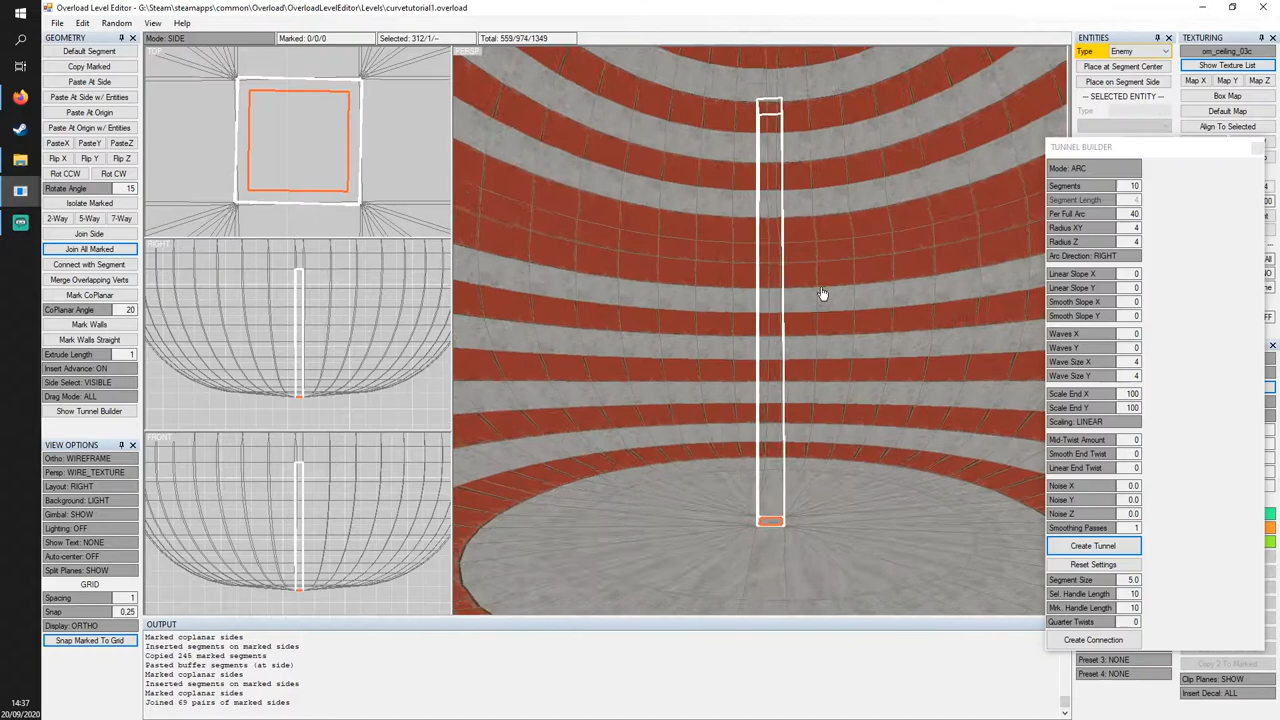 Overload Level Editor - G:\Steam\steamapps\common\Overload\OverloadLevelEditor\Levels\curvetutorial1.overload
File Edit Random View Help
GEOMETRY
Default Segment
Copy Marked
Paste At Side
Paste At Side w/ Entities
Paste At Origin
Paste At Origin w/ Entities
PasteX PasteY PasteZ
Flip X Flip Y Flip Z
Rot CCW Rot CW
Rotate Angle 15
Isolate Marked
2-Way 5-Way 7-Way
Join Side
Join All Marked
Connect with Segment
Merge Overlapping Verts
Mark CoPlanar
CoPlanar Angle 20
Mark Walls
Mark Walls Straight
Extrude Length 1
Insert Advance: ON
Side Select: VISIBLE
Drag Mode: ALL
Show Tunnel Builder
VIEW OPTIONS
Ortho: WIREFRAME
Persp: WIRE_TEXTURE
Layout: RIGHT
Background: LIGHT
Gimbal: SHOW
Lighting: OFF
Show Text: NONE
Auto-center: OFF
Split Planes: SHOW
GRID
Spacing 1
Snap 0.25
Display: ORTHO
Snap Marked To Grid
Mode: SIDE Marked: 0/0/0 Selected: 312/1/-- Total: 559/974/1349
TOP
RIGHT
FRONT
PERSP
OUTPUT
Marked coplanar sides
Inserted segments on marked sides
Copied 245 marked segments
Pasted buffer segments (at side)
Marked coplanar sides
Inserted segments on marked sides
Marked coplanar sides
Joined 69 pairs of marked sides
ENTITIES
Type Enemy
Place at Segment Center
Place on Segment Side
--- SELECTED ENTITY ---
Type
TEXTURING
om_ceiling_03c
Show Texture List
Map X Map Y Map Z
Box Map
Default Map
Align To Selected
TUNNEL BUILDER
Mode: ARC
Segments 10
Segment Length 4
Per Full Arc 40
Radius XY 4
Radius Z 4
Arc Direction: RIGHT
Linear Slope X 0
Linear Slope Y 0
Smooth Slope X 0
Smooth Slope Y 0
Waves X 0
Waves Y 0
Wave Size X 4
Wave Size Y 4
Scale End X 100
Scale End Y 100
Scaling: LINEAR
Mid-Twist Amount 0
Smooth End Twist 0
Linear End Twist 0
Noise X 0.0
Noise Y 0.0
Noise Z 0.0
Smoothing Passes 1
Create Tunnel
Reset Settings
Segment Size 5.0
Sel. Handle Length 10
Mrk. Handle Length 10
Quarter Twists 0
Create Connection
Preset 3: NONE
Preset 4: NONE
Copy 2 To Marked
Clip Planes: SHOW
Insert Decal: ALL
14:37
20/09/2020